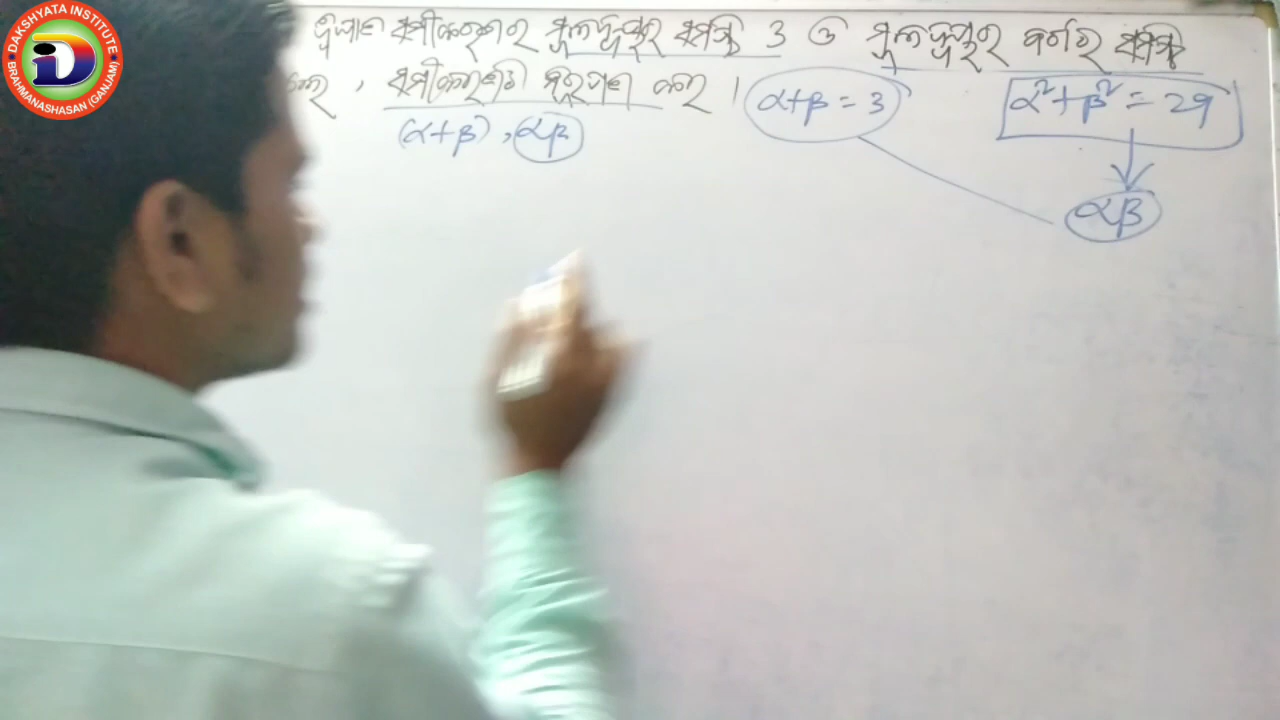 DAKSHYATA INSTITUTE
BRAHMANASHASAN (GANJAM)
ଦ୍ୱିଘାତ ସମୀକରଣର ମୂଳଦ୍ୱୟର ସମଷ୍ଟି 3 ଓ ମୂଳଦ୍ୱୟର ବର୍ଗର ସମଷ୍ଟି
ସମୀକରଣଟି ନିରୂପଣ କର ।
α+β = 3
α²+β² = 29
(α+β), αβ
αβ